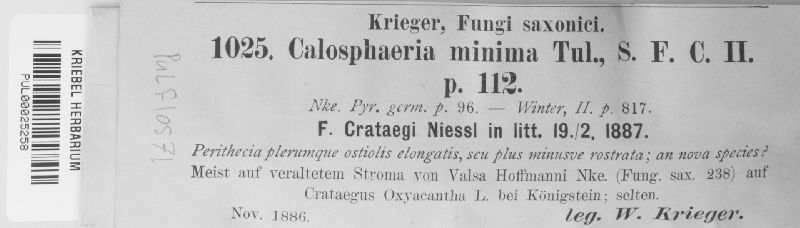 Krieger, Fungi saxonici.
1025. Calosphaeria minima Tul., S. F. C. II.
p. 112.
Nke. Pyr. germ. p. 96. — Winter, II. p. 817.
F. Crataegi Niessl in litt. 19./2. 1887.
Perithecia plerumque ostiolis elongatis, seu plus minusve rostrata; an nova species?
Meist auf veraltetem Stroma von Valsa Hoffmanni Nke. (Fung. sax. 238) auf
Crataegus Oxyacantha L. bei Königstein; selten.
Nov. 1886.
leg. W. Krieger.
KRIEBEL HERBARIUM
PUL00025258
PUL F10571